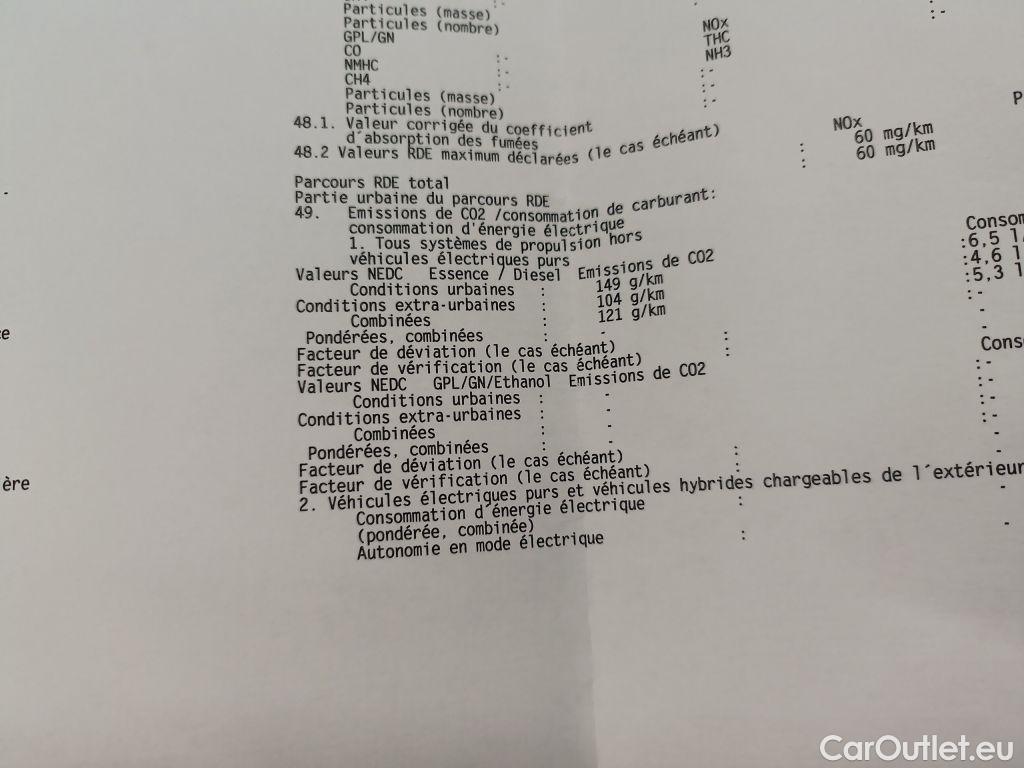 Particules (masse)
Particules (nombre) NOx :-
GPL/GN THC
CO :- NH3
NMHC :- :-
CH4 :- :-
Particules (masse) :-
Particules (nombre)
48.1. Valeur corrigée du coefficient
d´absorption des fumées
48.2 Valeurs RDE maximum déclarées (le cas échéant) NOx P
Parcours RDE total : 60 mg/km
Partie urbaine du parcours RDE : 60 mg/km
49. Emissions de CO2 /consommation de carburant:
consommation d'énergie électrique
1. Tous systèmes de propulsion hors
véhicules électriques purs
Valeurs NEDC Essence / Diesel Emissions de CO2 Consom
Conditions urbaines : 149 g/km :6,5 l
Conditions extra-urbaines : 104 g/km :4,6 l
Combinées : 121 g/km :5,3 l
Pondérées, combinées : - :-
Facteur de déviation (le cas échéant) : -
Facteur de vérification (le cas échéant) : -
Valeurs NEDC GPL/GN/Ethanol Emissions de CO2 Conso
Conditions urbaines : - :-
Conditions extra-urbaines : - :-
Combinées : - :-
Pondérées, combinées : - :-
Facteur de déviation (le cas échéant) : -
Facteur de vérification (le cas échéant) : -
2. Véhicules électriques purs et véhicules hybrides chargeables de l´extérieur
Consommation d´énergie électrique : -
(pondérée, combinée)
Autonomie en mode électrique : -
ère
CarOutlet.eu